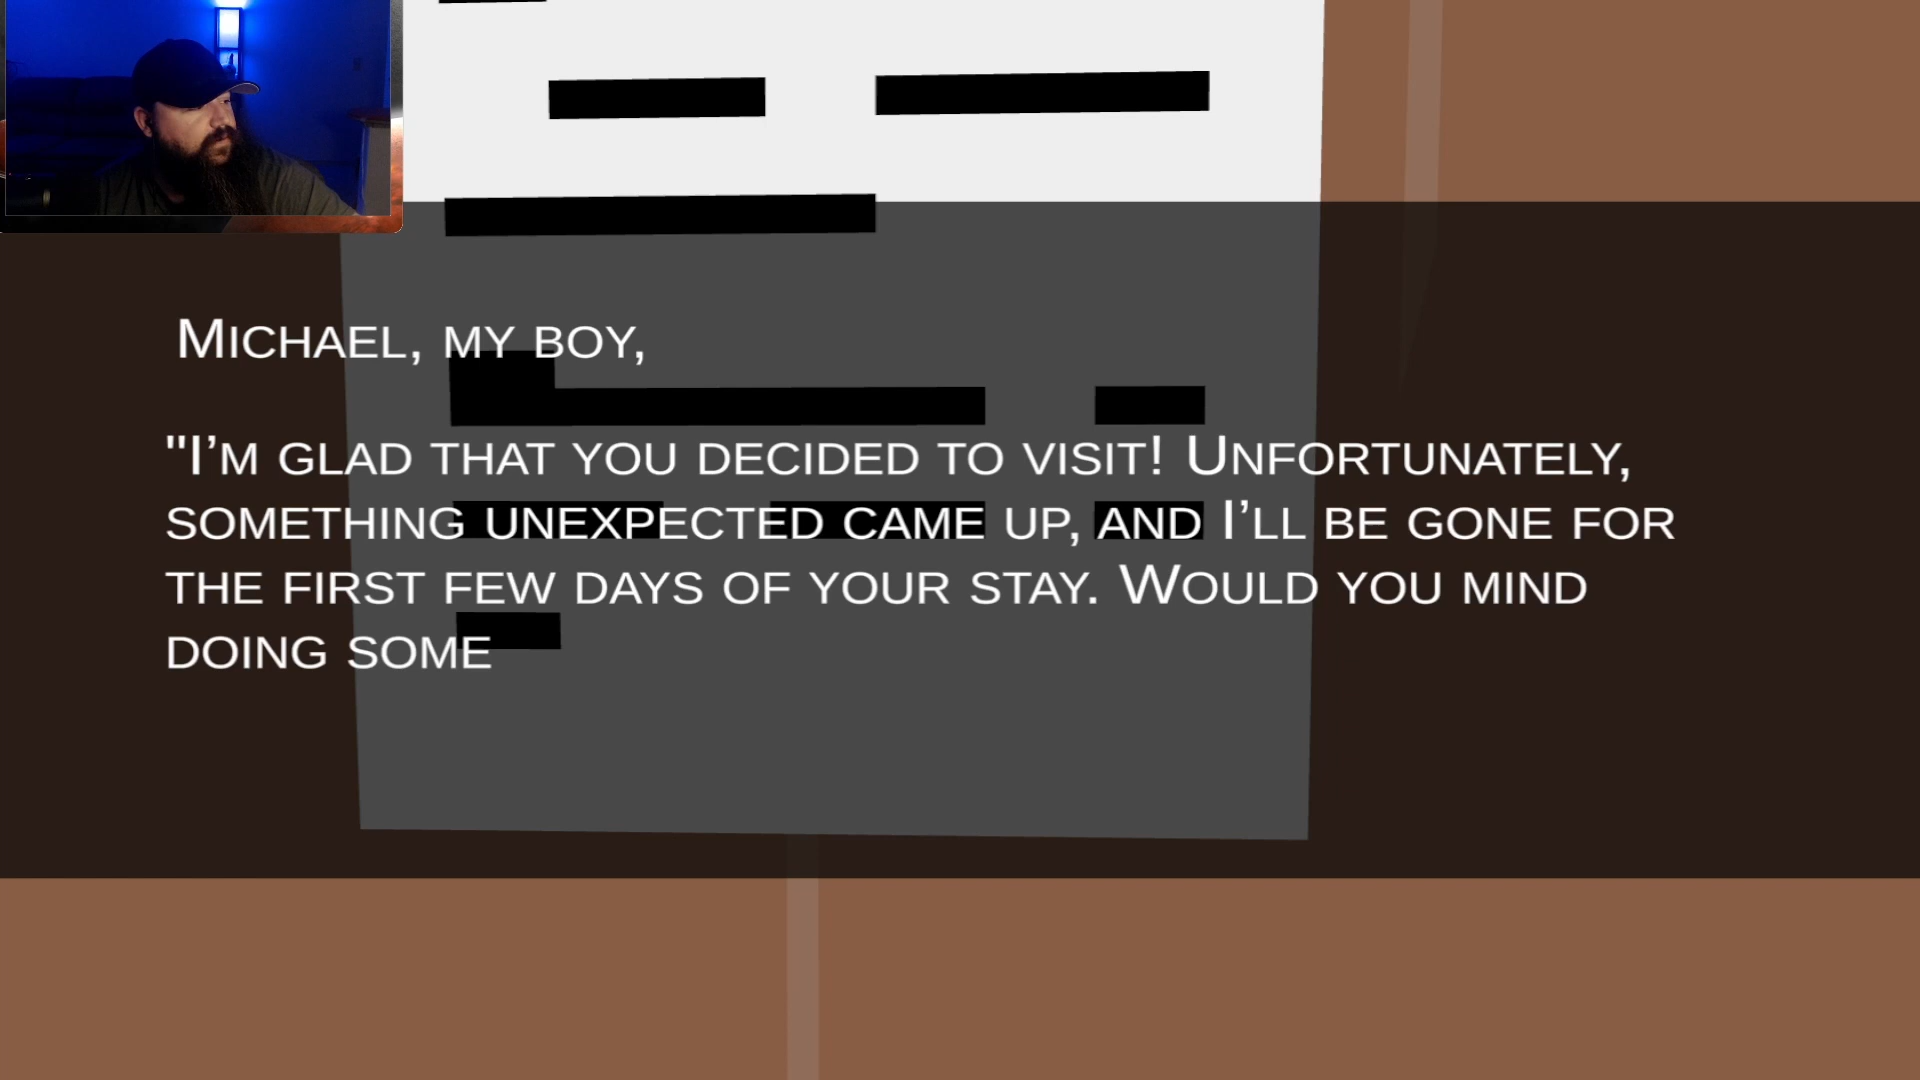 Michael, my boy,
"I’m glad that you decided to visit! Unfortunately,
something unexpected came up, and I’ll be gone for
the first few days of your stay. Would you mind
doing some